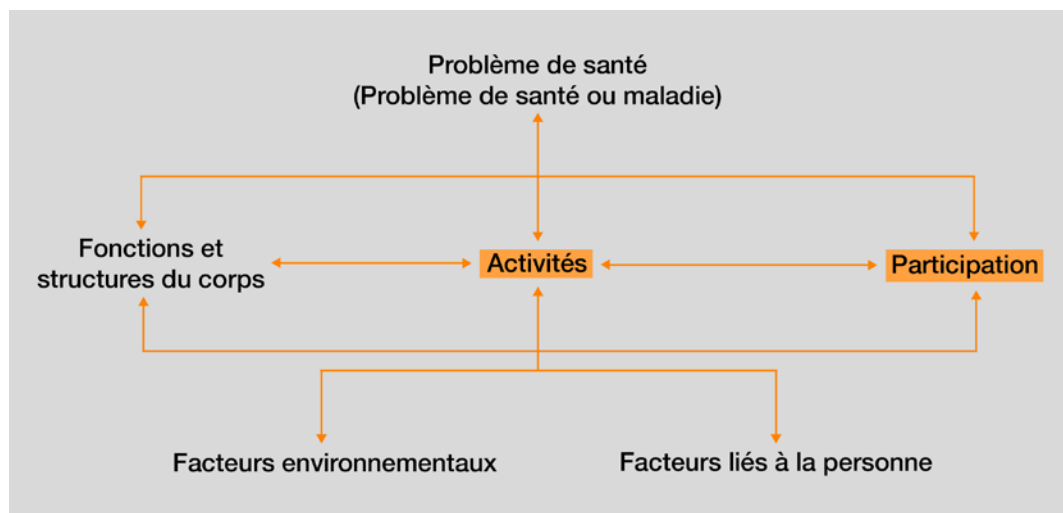 Problème de santé
(Problème de santé ou maladie)
Fonctions et
structures du corps
Activités
Participation
Facteurs environnementaux
Facteurs liés à la personne